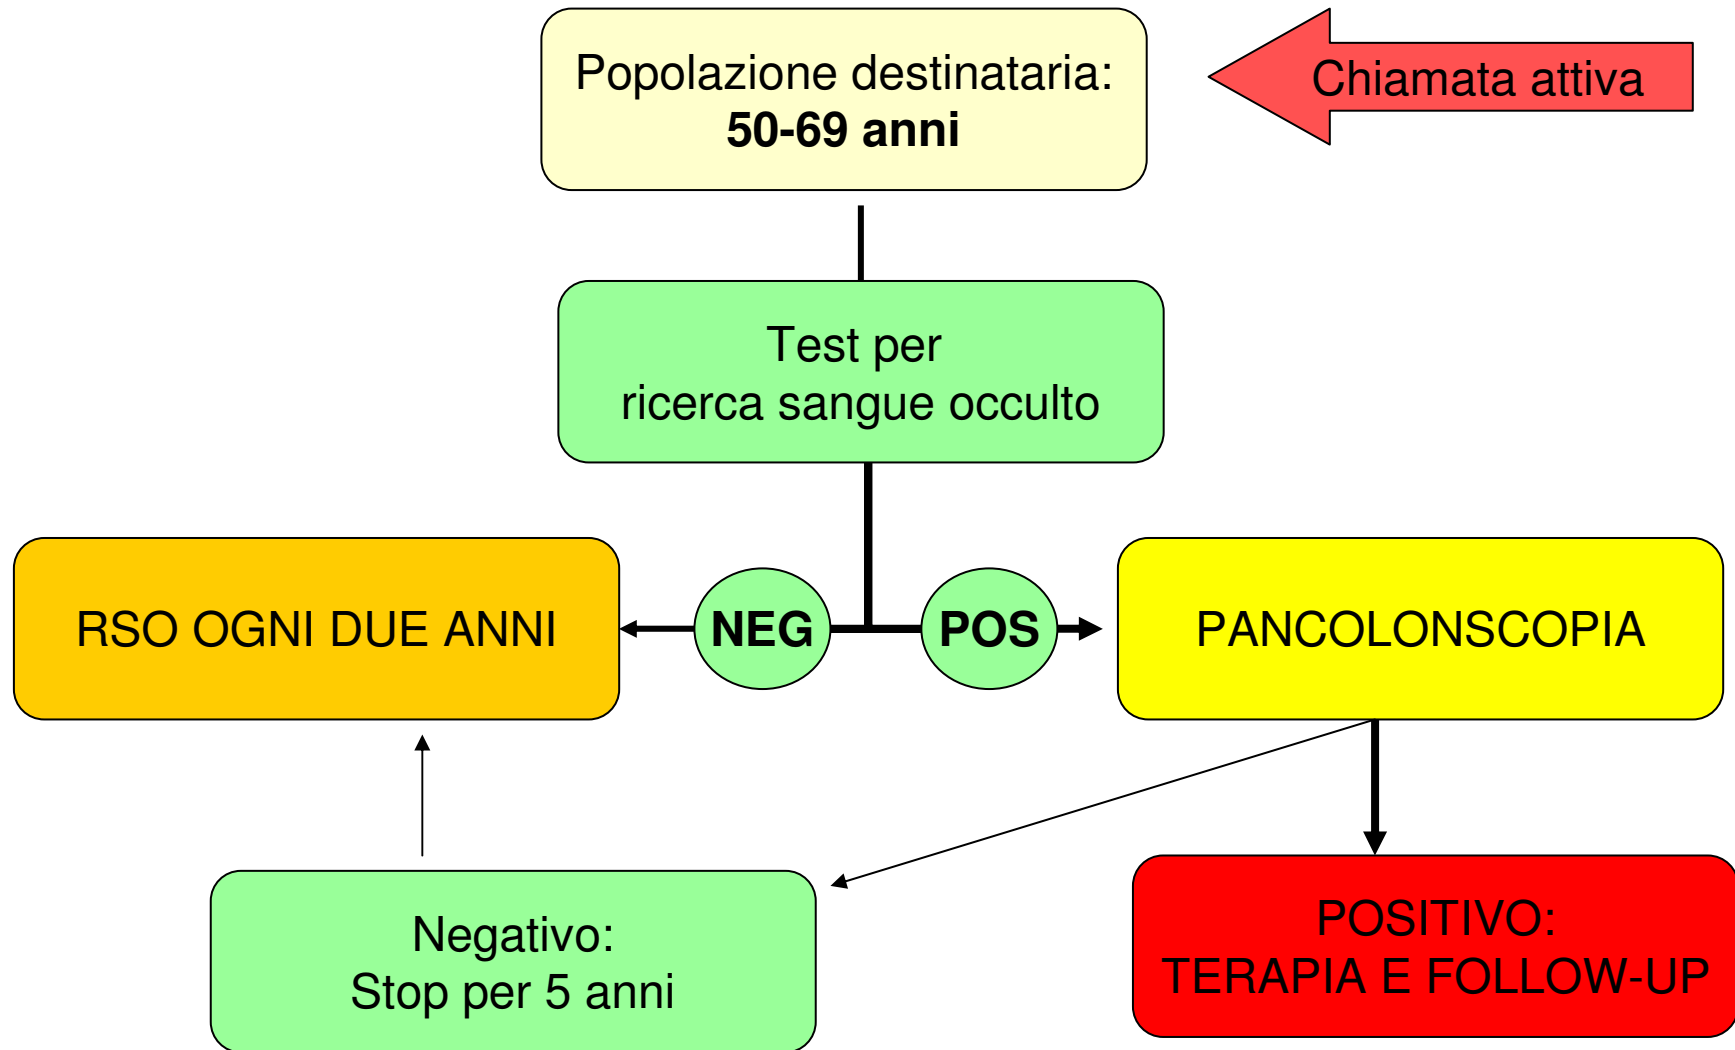 Popolazione destinataria:
50-69 anni
Chiamata attiva
Test per
ricerca sangue occulto
RSO OGNI DUE ANNI
NEG
POS
PANCOLONSCOPIA
Negativo:
Stop per 5 anni
POSITIVO:
TERAPIA E FOLLOW-UP